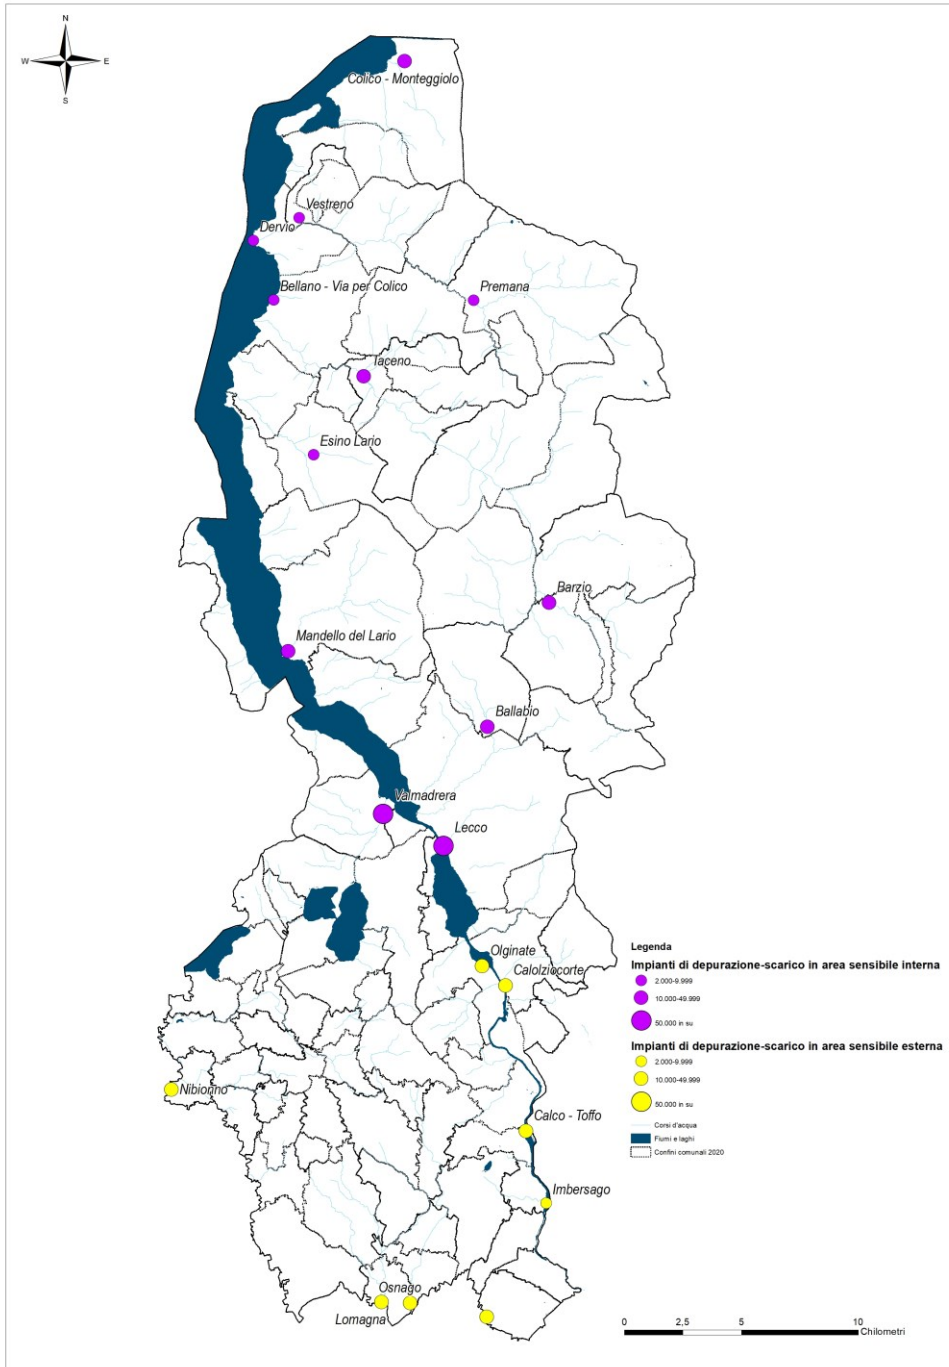 N
W
E
S
Colico - Monteggiolo
Vestreno
Dervio
Bellano - Via per Colico
Premana
Taceno
Esino Lario
Barzio
Mandello del Lario
Ballabio
Valmadrera
Lecco
Olginate
Calolziocorte
Nibionno
Calco - Toffo
Imbersago
Osnago
Lomagna
Legenda
Impianti di depurazione-scarico in area sensibile interna
2.000-9.999
10.000-49.999
50.000 in su
Impianti di depurazione-scarico in area sensibile esterna
2.000-9.999
10.000-49.999
50.000 in su
Corsi d'acqua
Fiumi e laghi
Confini comunali 2020
0 2,5 5 10
Chilometri